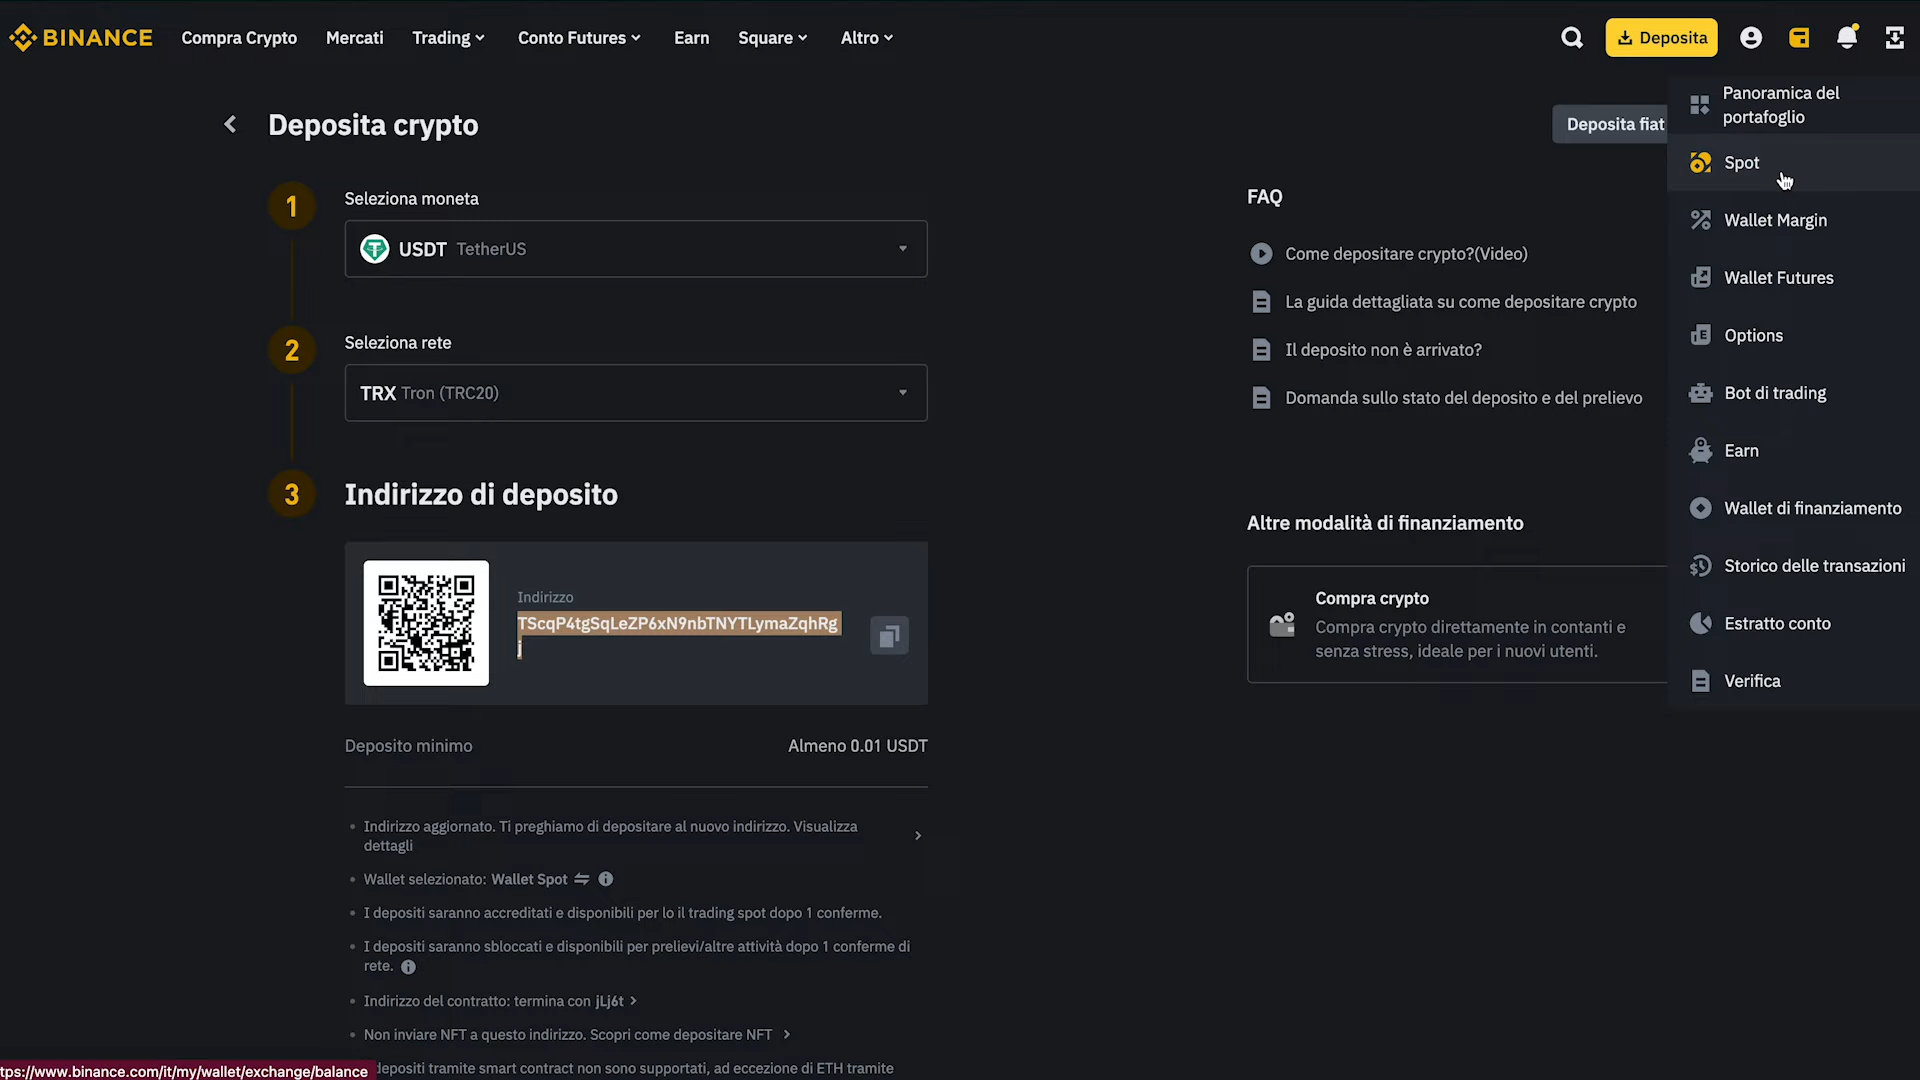 BINANCE
Compra Crypto
Mercati
Trading
Conto Futures
Earn
Square
Altro
Deposita
Deposita crypto
Deposita fiat
1
Seleziona moneta
USDT TetherUS
2
Seleziona rete
TRX Tron (TRC20)
3
Indirizzo di deposito
Indirizzo
TScqP4tgSqLeZP6xN9nbTNYTLymaZqhRg
j
Deposito minimo
Almeno 0.01 USDT
Indirizzo aggiornato. Ti preghiamo di depositare al nuovo indirizzo. Visualizza
dettagli
Wallet selezionato: Wallet Spot
I depositi saranno accreditati e disponibili per lo il trading spot dopo 1 conferme.
I depositi saranno sbloccati e disponibili per prelievi/altre attività dopo 1 conferme di
rete.
Indirizzo del contratto: termina con jLj6t
Non inviare NFT a questo indirizzo. Scopri come depositare NFT
depositi tramite smart contract non sono supportati, ad eccezione di ETH tramite
tps://www.binance.com/it/my/wallet/exchange/balance
FAQ
Come depositare crypto?(Video)
La guida dettagliata su come depositare crypto
Il deposito non è arrivato?
Domanda sullo stato del deposito e del prelievo
Altre modalità di finanziamento
Compra crypto
Compra crypto direttamente in contanti e
senza stress, ideale per i nuovi utenti.
Panoramica del
portafoglio
Spot
Wallet Margin
Wallet Futures
Options
Bot di trading
Earn
Wallet di finanziamento
Storico delle transazioni
Estratto conto
Verifica